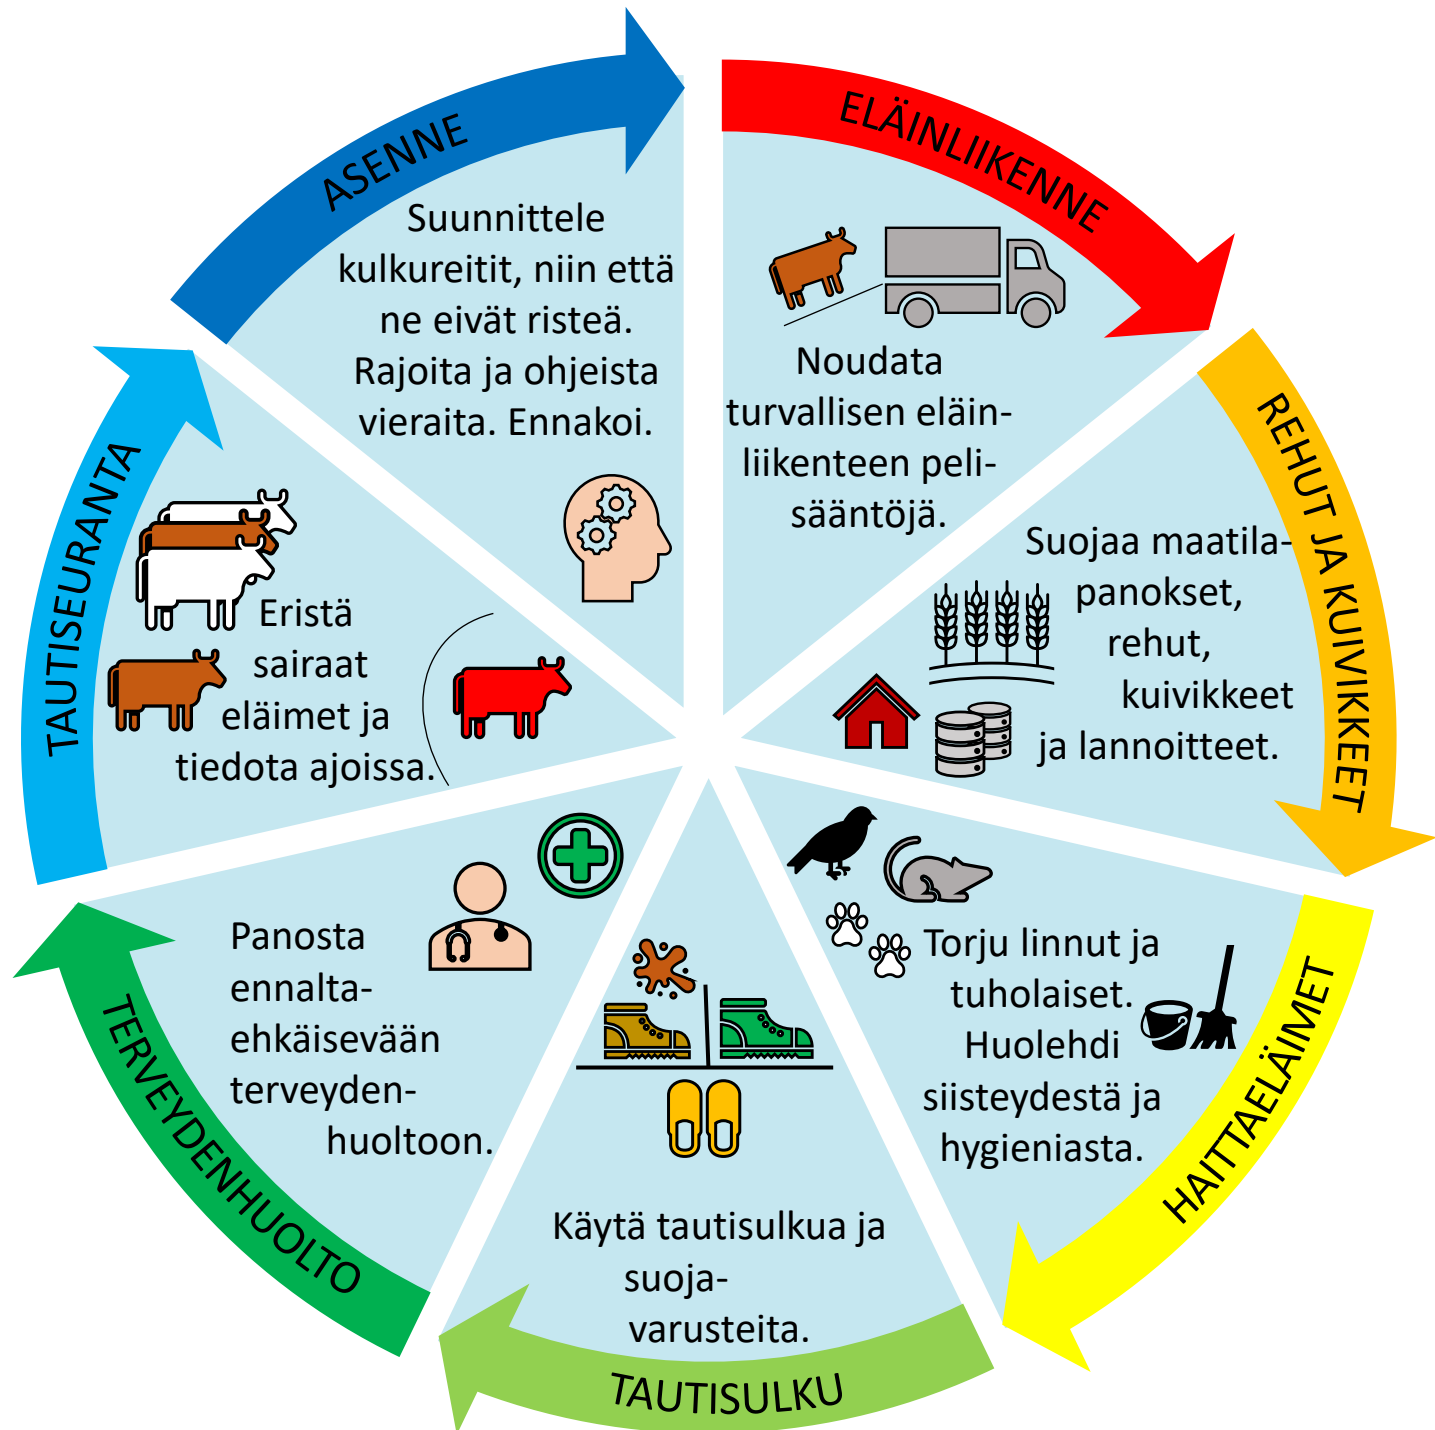 ASENNE
Suunnittele
kulkureitit, niin että
ne eivät risteä.
Rajoita ja ohjeista
vieraita. Ennakoi.
ELÄINLIIKENNE
Noudata
turvallisen eläin-
liikenteen peli-
sääntöjä.
REHUT JA KUIVIKKEET
Suojaa maatila-
panokset,
rehut,
kuivikkeet
ja lannoitteet.
HAITTAELÄIMET
Torju linnut ja
tuholaiset.
Huolehdi
siisteydestä ja
hygieniasta.
TAUTISULKU
Käytä tautisulkua ja
suoja-
varusteita.
TERVEYDENHUOLTO
Panosta
ennalta-
ehkäisevään
terveyden-
huoltoon.
TAUTISEURANTA
Eristä
sairaat
eläimet ja
tiedota ajoissa.